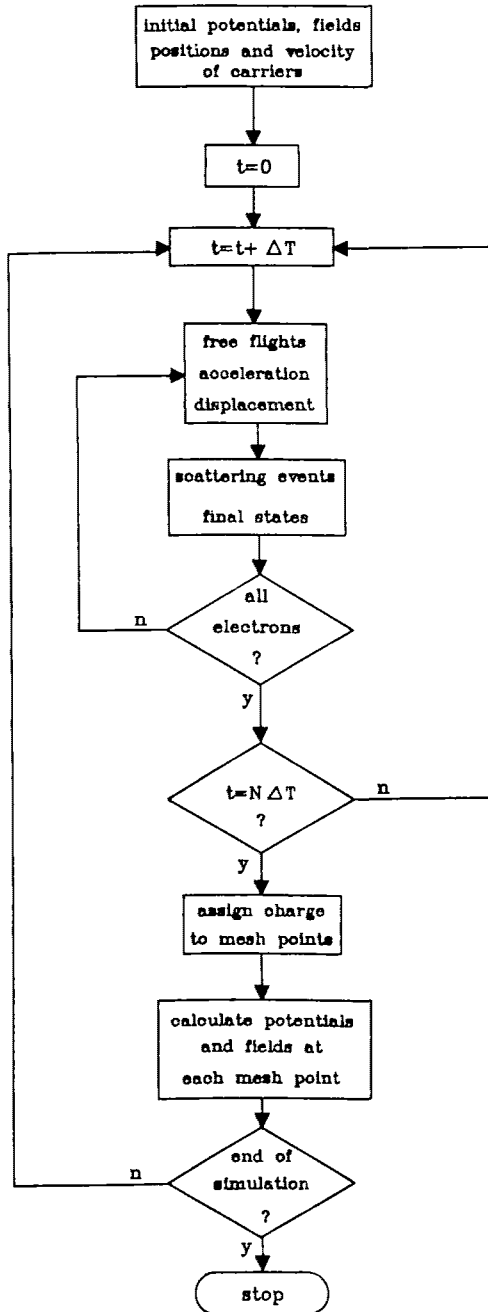 initial potentials, fields
positions and velocity
of carriers
t=0
t=t+ ΔT
free flights
acceleration
displacement
scattering events
final states
all
electrons
?
n
y
t=N ΔT
?
n
y
assign charge
to mesh points
calculate potentials
and fields at
each mesh point
end of
simulation
?
n
y
stop